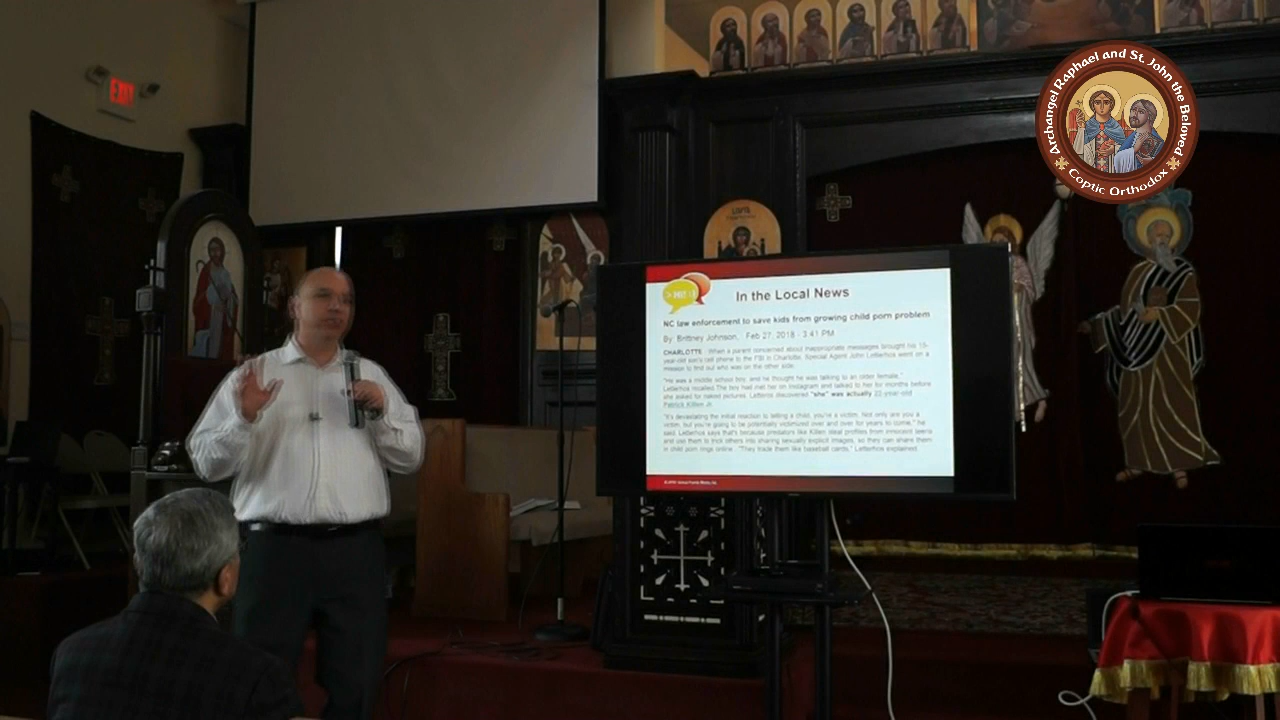 EXIT
Archangel Raphael and St. John the Beloved
Coptic Orthodox
In the Local News
NC law enforcement to save kids from growing child porn problem
By: Brittney Johnson, Feb 27, 2018 - 3:41 PM
CHARLOTTE - When a parent concerned about inappropriate messages brought his 15-
year-old son's cell phone to the FBI in Charlotte, Special Agent John Letterhos went on a
mission to find out who was on the other side.
"He was a middle school boy, and he thought he was talking to an older female,"
Letterhos recalled. The boy had met her on Instagram and talked to her for months before
she asked for naked pictures. Letterhos discovered "she" was actually 22-year-old
Patrick Killen Jr.
"It's devastating the initial reaction to telling a child, you're a victim. Not only are you a
victim, but you're going to be potentially victimized over and over for years to come," he
said. Letterhos says that's because predators like Killen steal profiles from innocent teens
and use them to trick others into sharing sexually explicit images, so they can share them
in child porn rings online. "They trade them like baseball cards," Letterhos explained.